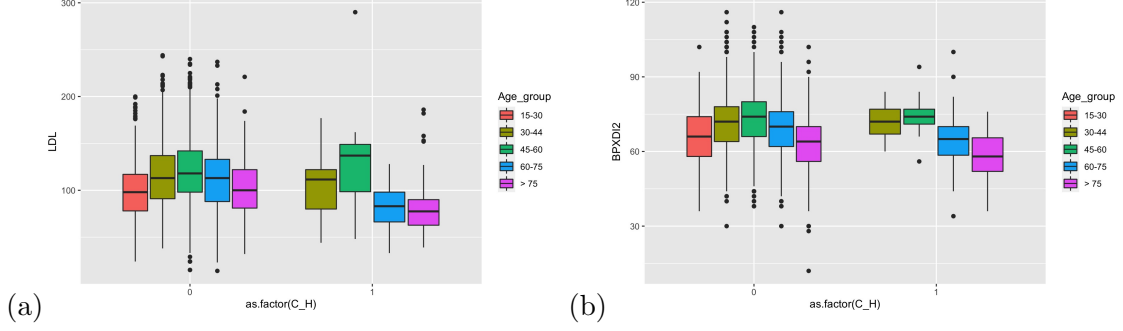 300
200
100
LDL
0
1
as.factor(C_H)
Age_group
15-30
30-44
45-60
60-75
> 75
(a)
120
90
60
30
BPXDI2
0
1
as.factor(C_H)
Age_group
15-30
30-44
45-60
60-75
> 75
(b)